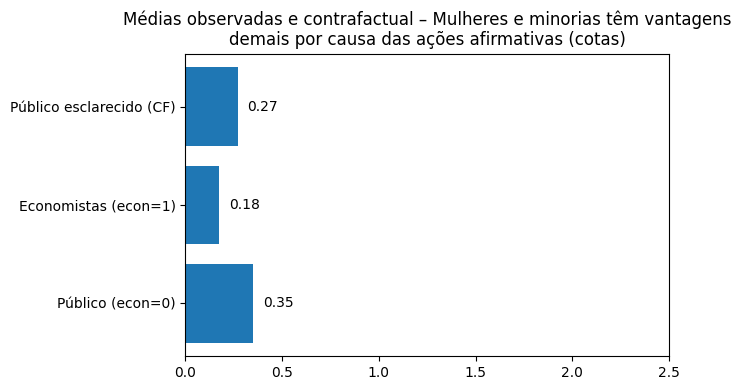 Médias observadas e contrafactual – Mulheres e minorias têm vantagens
demais por causa das ações afirmativas (cotas)
Público esclarecido (CF)
0.27
Economistas (econ=1)
0.18
Público (econ=0)
0.35
0.0 0.5 1.0 1.5 2.0 2.5